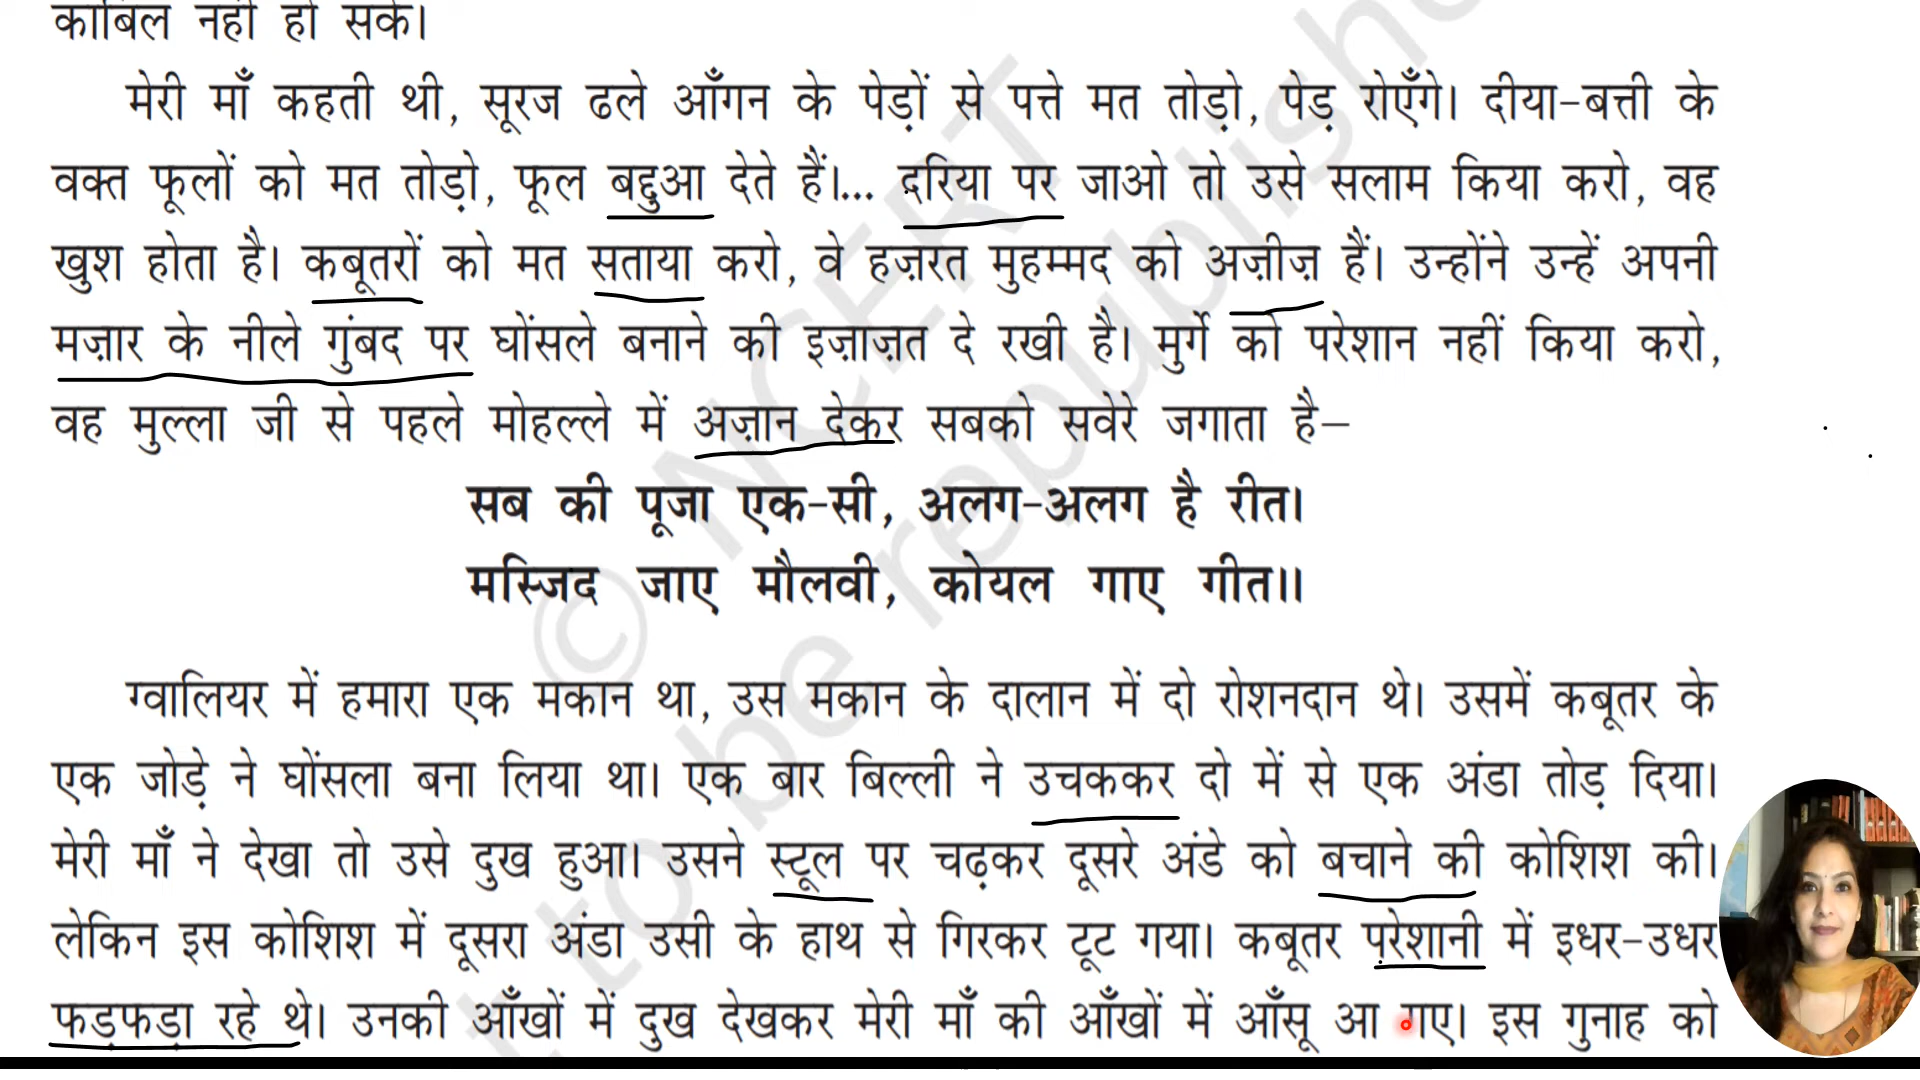 काबिल नहीं हो सके।
मेरी माँ कहती थी, सूरज ढले आँगन के पेड़ों से पत्ते मत तोड़ो, पेड़ रोएँगे। दीया-बत्ती के
वक्त फूलों को मत तोड़ो, फूल बद्दुआ देते हैं।... दरिया पर जाओ तो उसे सलाम किया करो, वह
खुश होता है। कबूतरों को मत सताया करो, वे हज़रत मुहम्मद को अज़ीज़ हैं। उन्होंने उन्हें अपनी
मज़ार के नीले गुंबद पर घोंसले बनाने की इज़ाज़त दे रखी है। मुर्गे को परेशान नहीं किया करो,
वह मुल्ला जी से पहले मोहल्ले में अज़ान देकर सबको सवेरे जगाता है–
सब की पूजा एक-सी, अलग-अलग है रीत।
मस्जिद जाए मौलवी, कोयल गाए गीत।।
ग्वालियर में हमारा एक मकान था, उस मकान के दालान में दो रोशनदान थे। उसमें कबूतर के
एक जोड़े ने घोंसला बना लिया था। एक बार बिल्ली ने उचककर दो में से एक अंडा तोड़ दिया।
मेरी माँ ने देखा तो उसे दुख हुआ। उसने स्टूल पर चढ़कर दूसरे अंडे को बचाने की कोशिश की।
लेकिन इस कोशिश में दूसरा अंडा उसी के हाथ से गिरकर टूट गया। कबूतर परेशानी में इधर-उधर
फड़फड़ा रहे थे। उनकी आँखों में दुख देखकर मेरी माँ की आँखों में आँसू आ गए। इस गुनाह को
© NCERT
to be republishe